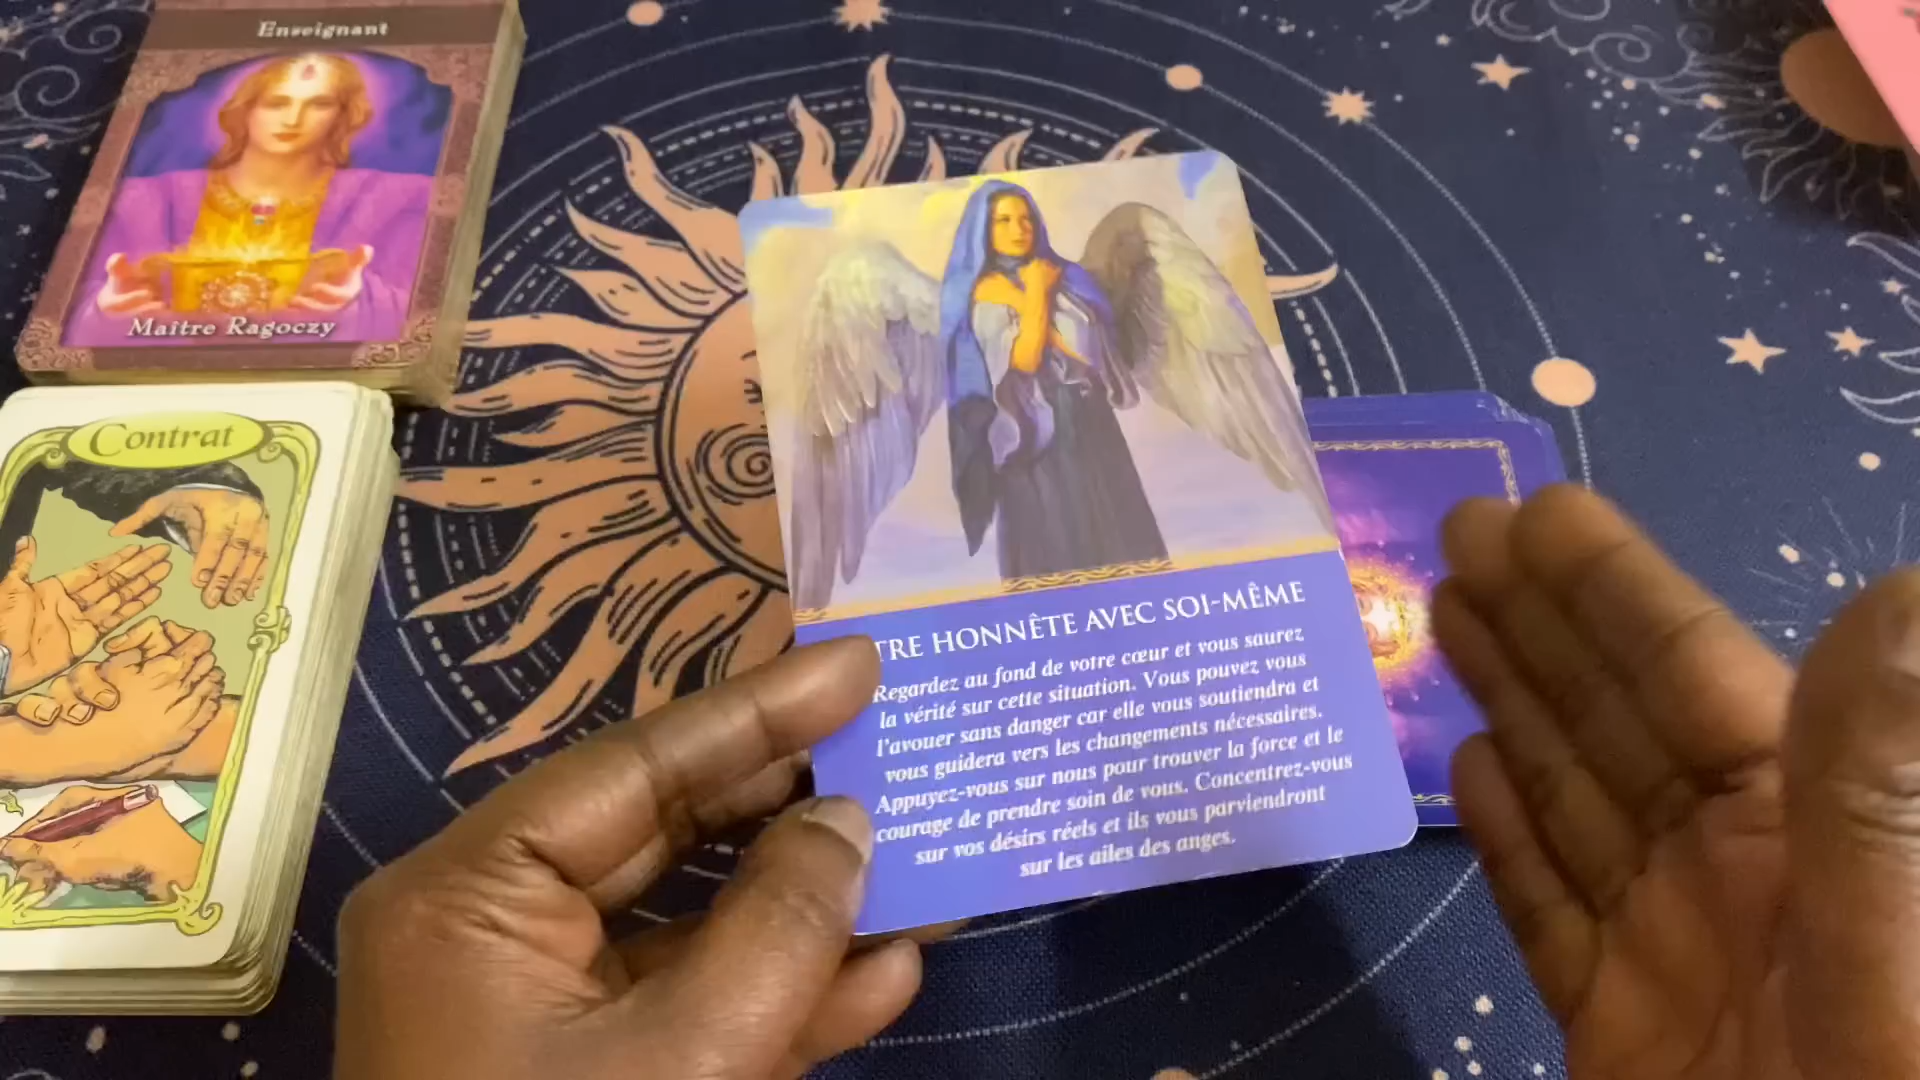 Enseignant
Maître Ragoczy
Contrat
TRE HONNÊTE AVEC SOI-MÊME
Regardez au fond de votre cœur et vous saurez
la vérité sur cette situation. Vous pouvez vous
l'avouer sans danger car elle vous soutiendra et
vous guidera vers les changements nécessaires.
Appuyez-vous sur nous pour trouver la force et le
courage de prendre soin de vous. Concentrez-vous
sur vos désirs réels et ils vous parviendront
sur les ailes des anges.